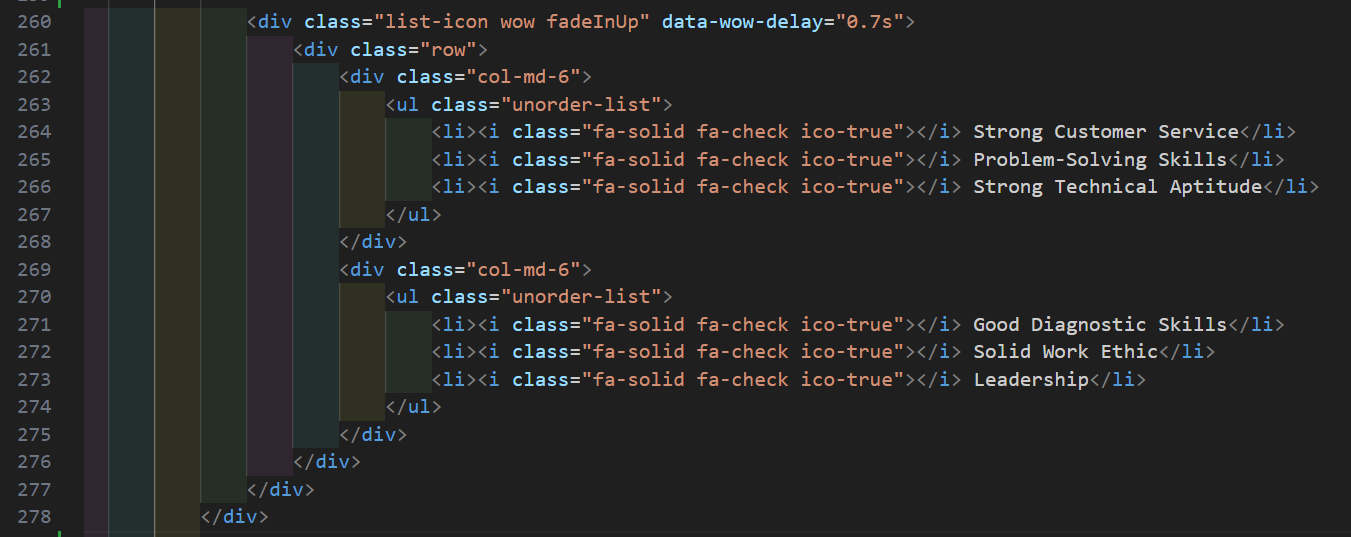 260 <div class="list-icon wow fadeInUp" data-wow-delay="0.7s">
261 <div class="row">
262 <div class="col-md-6">
263 <ul class="unorder-list">
264 <li><i class="fa-solid fa-check ico-true"></i> Strong Customer Service</li>
265 <li><i class="fa-solid fa-check ico-true"></i> Problem-Solving Skills</li>
266 <li><i class="fa-solid fa-check ico-true"></i> Strong Technical Aptitude</li>
267 </ul>
268 </div>
269 <div class="col-md-6">
270 <ul class="unorder-list">
271 <li><i class="fa-solid fa-check ico-true"></i> Good Diagnostic Skills</li>
272 <li><i class="fa-solid fa-check ico-true"></i> Solid Work Ethic</li>
273 <li><i class="fa-solid fa-check ico-true"></i> Leadership</li>
274 </ul>
275 </div>
276 </div>
277 </div>
278 </div>